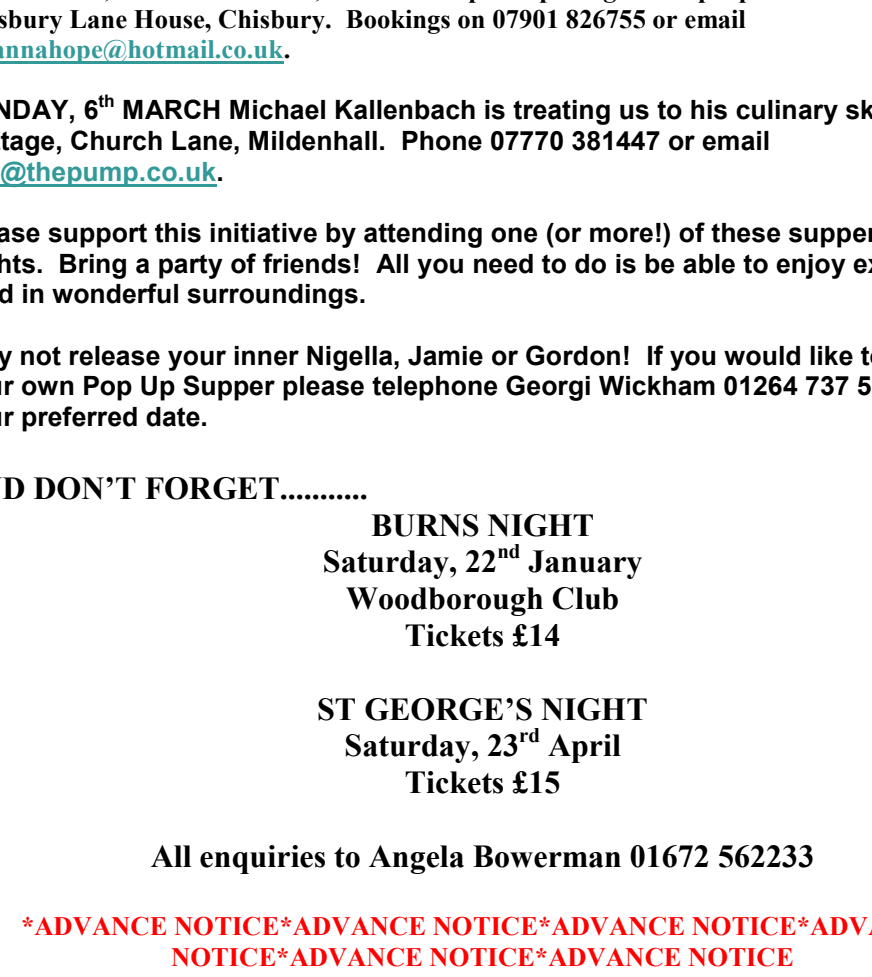 sbury Lane House, Chisbury.  Bookings on 07901 826755 or email
annahope@hotmail.co.uk.
NDAY, 6th MARCH Michael Kallenbach is treating us to his culinary sk
ttage, Church Lane, Mildenhall.  Phone 07770 381447 or email
@thepump.co.uk.
ase support this initiative by attending one (or more!) of these supper
hts.  Bring a party of friends!  All you need to do is be able to enjoy ex
d in wonderful surroundings.
y not release your inner Nigella, Jamie or Gordon!  If you would like t
ur own Pop Up Supper please telephone Georgi Wickham 01264 737 5
ur preferred date.
ND DON'T FORGET...........
BURNS NIGHT
Saturday, 22nd January
Woodborough Club
Tickets £14
ST GEORGE'S NIGHT
Saturday, 23rd April
Tickets £15
All enquiries to Angela Bowerman 01672 562233
*ADVANCE NOTICE*ADVANCE NOTICE*ADVANCE NOTICE*ADVA
NOTICE*ADVANCE NOTICE*ADVANCE NOTICE